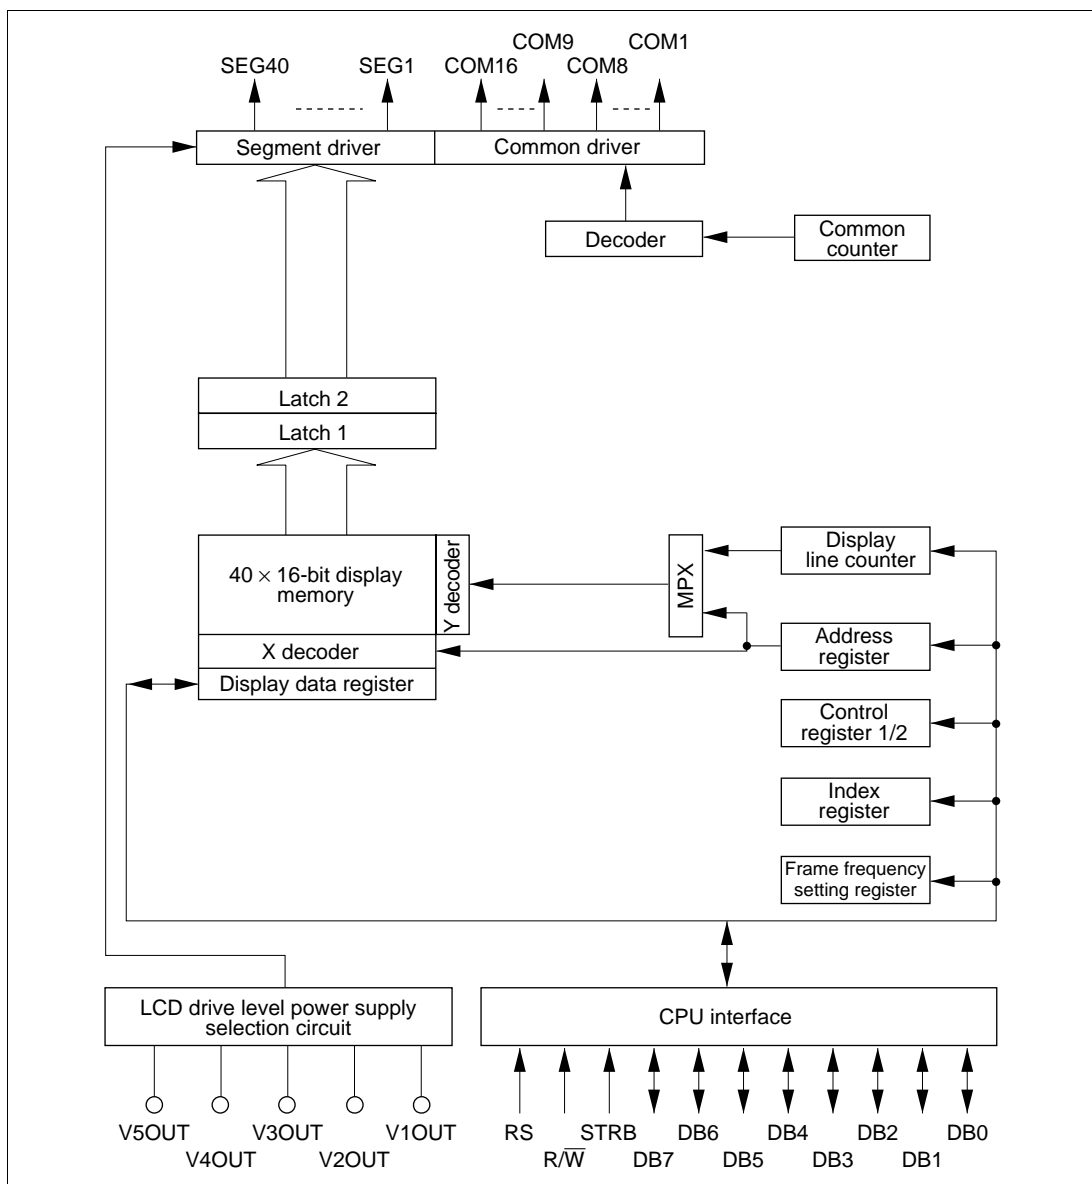 COM9 COM1
SEG40 SEG1 COM16 COM8
Segment driver Common driver
Decoder
Common
counter
Latch 2
Latch 1
40 × 16-bit display
memory
Y decoder
X decoder
Display data register
MPX
Display
line counter
Address
register
Control
register 1/2
Index
register
Frame frequency
setting register
LCD drive level power supply
selection circuit
CPU interface
V5OUT V3OUT V1OUT
V4OUT V2OUT
RS STRB DB6 DB4 DB2 DB0
R/W̅ DB7 DB5 DB3 DB1